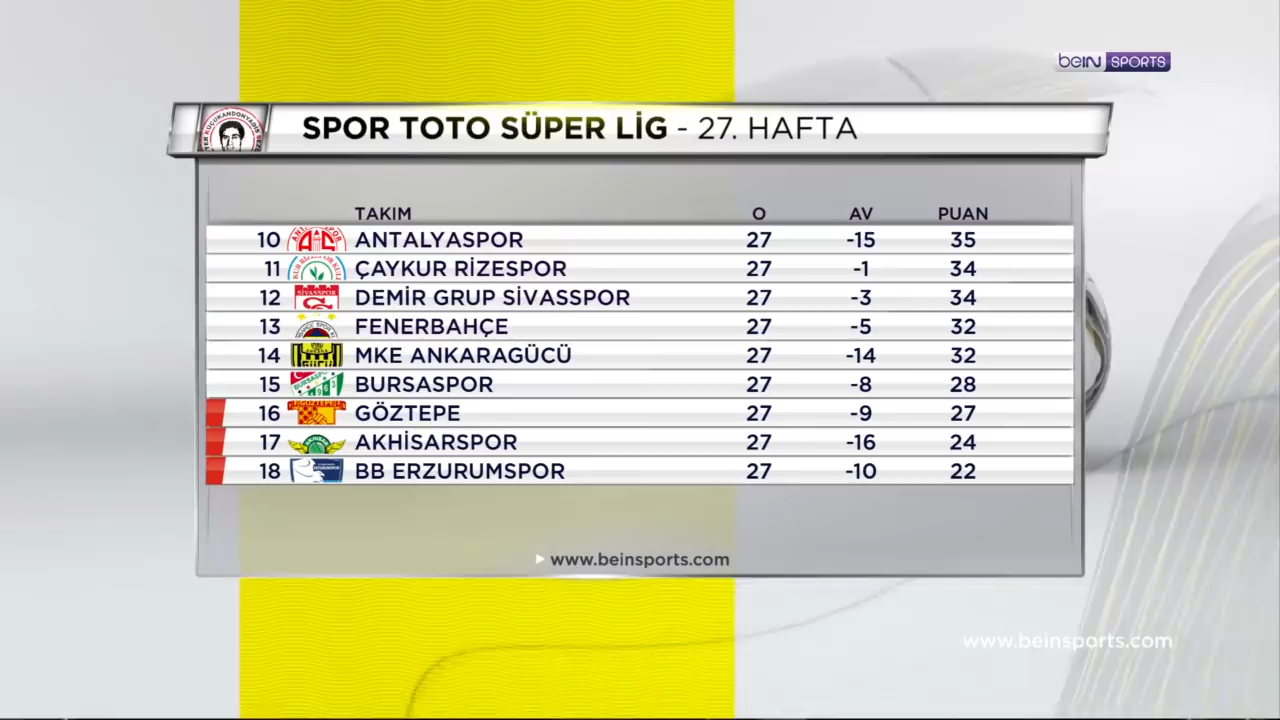 beIN SPORTS
SPOR TOTO SÜPER LİG - 27. HAFTA
TAKIM O AV PUAN
10 ANTALYASPOR 27 -15 35
11 ÇAYKUR RİZESPOR 27 -1 34
12 DEMİR GRUP SİVASSPOR 27 -3 34
13 FENERBAHÇE 27 -5 32
14 MKE ANKARAGÜCÜ 27 -14 32
15 BURSASPOR 27 -8 28
16 GÖZTEPE 27 -9 27
17 AKHİSARSPOR 27 -16 24
18 BB ERZURUMSPOR 27 -10 22
www.beinsports.com
www.beinsports.com